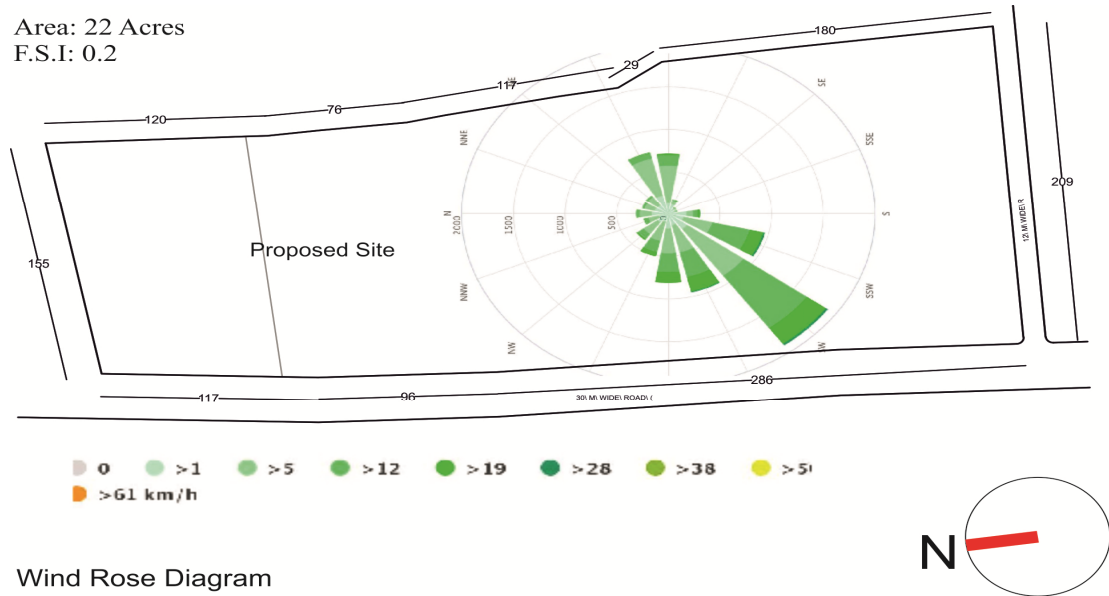 Area: 22 Acres
F.S.I: 0.2
180
29
117
76
120
SE
NNE
SSE
209
N
S
2000
1500
1000
500
12\ M\ WIDE\ R
Proposed Site
155
NNW
SSW
NW
286
117
96
30\ M\ WIDE\ ROAD\ (
0
>1
>5
>12
>19
>28
>38
>61 km/h
N
Wind Rose Diagram